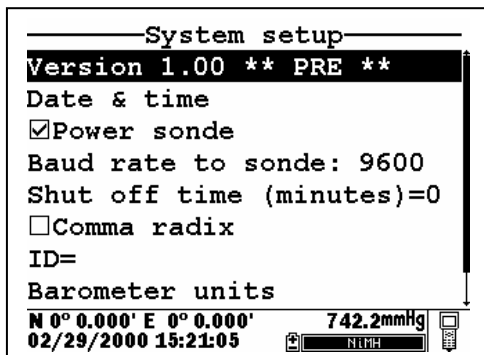 System setup
Version 1.00 ** PRE **
Date & time
☑Power sonde
Baud rate to sonde: 9600
Shut off time (minutes)=0
☐Comma radix
ID=
Barometer units
N 0° 0.000' E 0° 0.000' 742.2mmHg
02/29/2000 15:21:05 NiMH